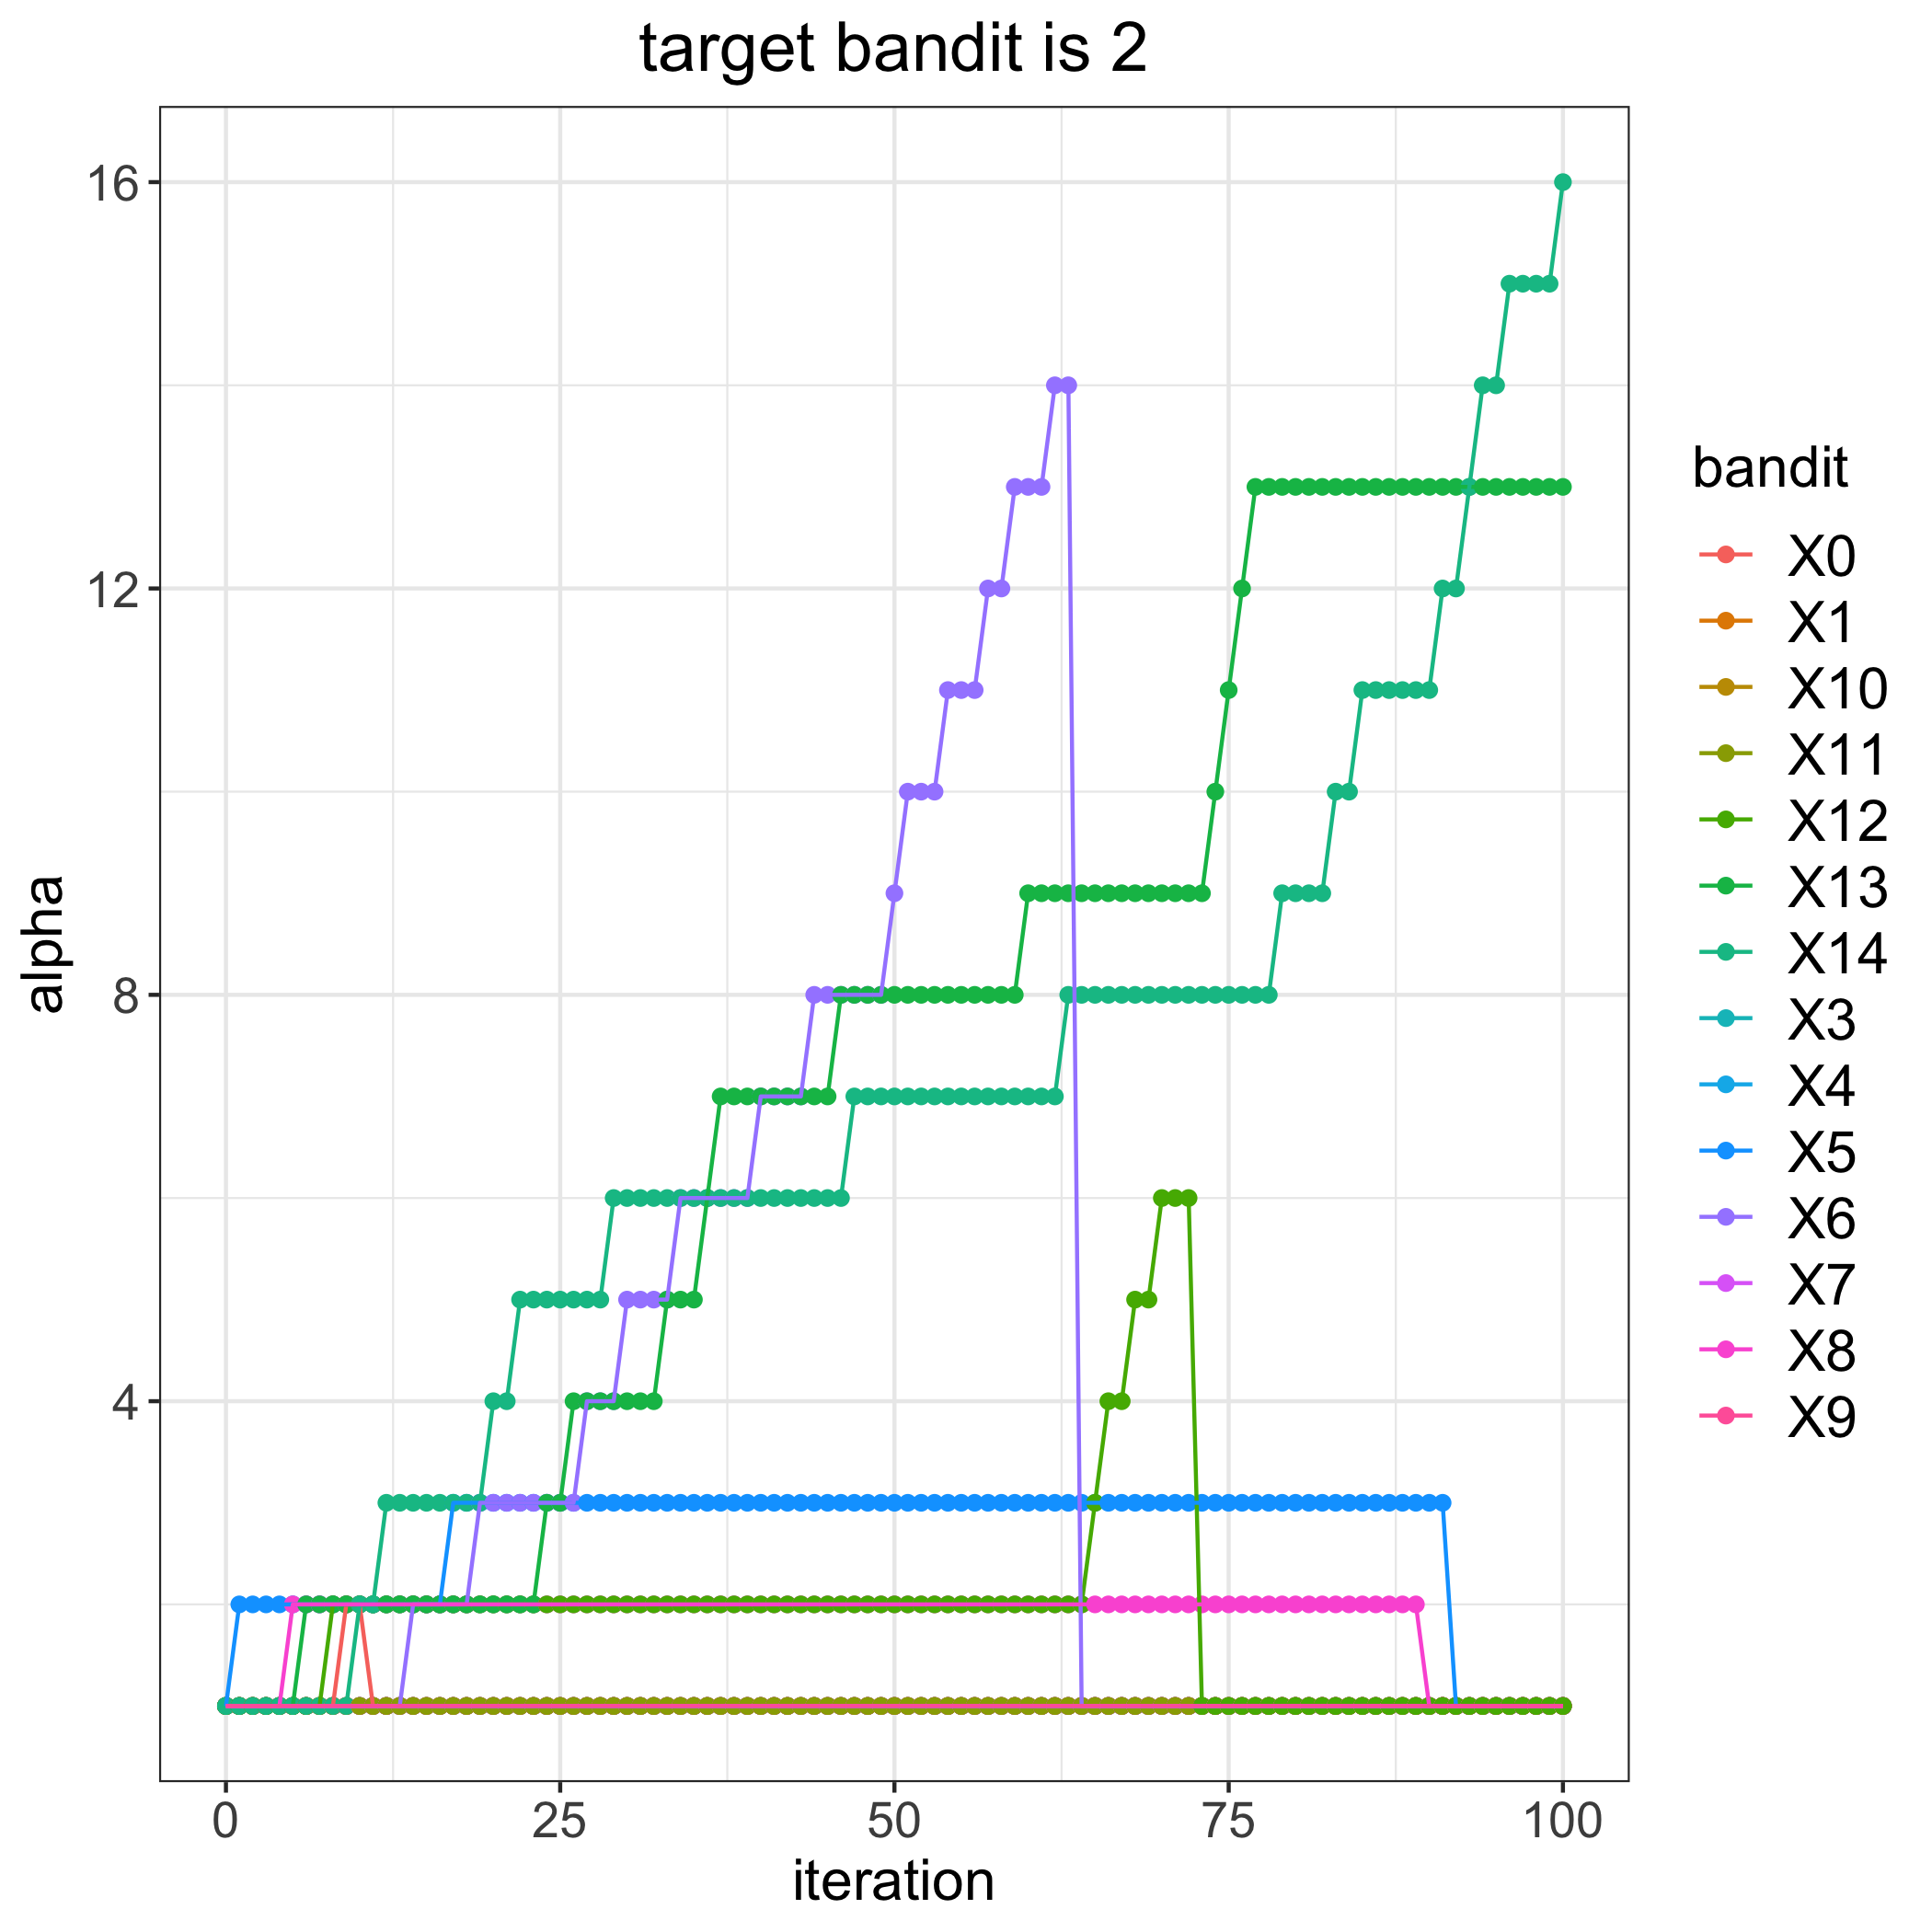 target bandit is 2
16
12
8
4
alpha
0 25 50 75 100
iteration
bandit
X0
X1
X10
X11
X12
X13
X14
X3
X4
X5
X6
X7
X8
X9